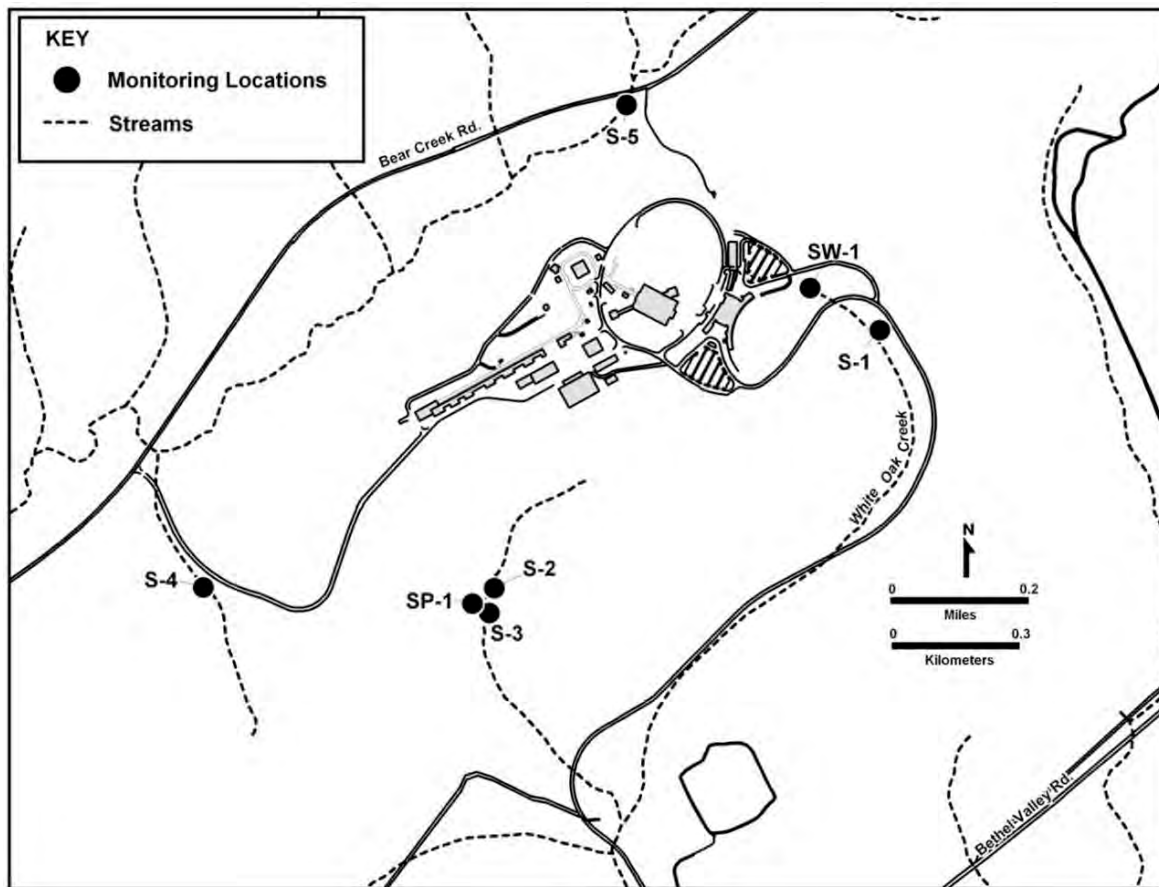 KEY
Monitoring Locations
Streams
Bear Creek Rd.
S-5
SW-1
S-1
White Oak Creek
N
0 0.2
Miles
0 0.3
Kilometers
S-4
S-2
SP-1
S-3
Bethel Valley Rd.